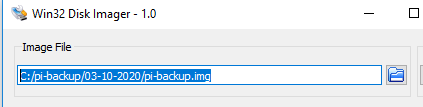 Win32 Disk Imager - 1.0
Image File
C:/pi-backup/03-10-2020/pi-backup.img